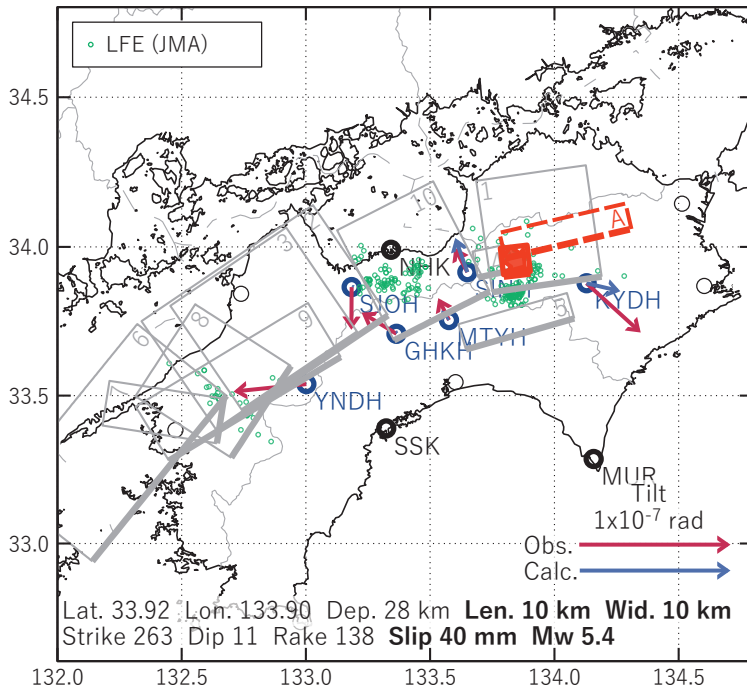 LFE (JMA)
34.5
34.0
33.5
33.0
1
10
3
A
NHK
SJOH
KYDH
5
8
9
6
GHKH
MTYH
YNDH
SSK
MUR
Tilt
1x10⁻⁷ rad
Obs.
Calc.
Lat. 33.92 Lon. 133.90 Dep. 28 km Len. 10 km Wid. 10 km
Strike 263 Dip 11 Rake 138 Slip 40 mm Mw 5.4
132.0 132.5 133.0 133.5 134.0 134.5